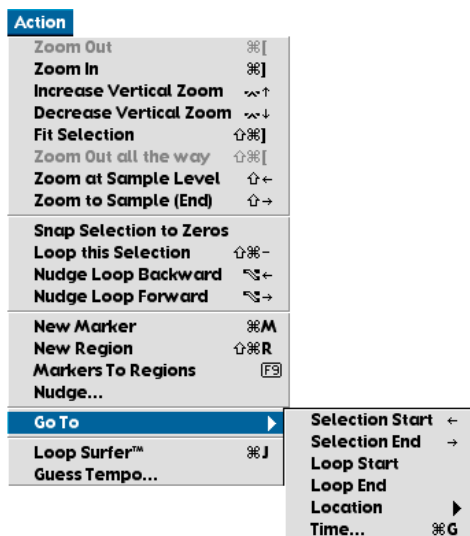 Action
Zoom Out ⌘[
Zoom In ⌘]
Increase Vertical Zoom ⌃↑
Decrease Vertical Zoom ⌃↓
Fit Selection ⇧⌘]
Zoom Out all the way ⇧⌘[
Zoom at Sample Level ⇧←
Zoom to Sample (End) ⇧→
Snap Selection to Zeros
Loop this Selection ⇧⌘-
Nudge Loop Backward ⌥←
Nudge Loop Forward ⌥→
New Marker ⌘M
New Region ⇧⌘R
Markers To Regions F9
Nudge...
Go To ▶
Loop Surfer™ ⌘J
Guess Tempo...
Selection Start ←
Selection End →
Loop Start
Loop End
Location ▶
Time... ⌘G